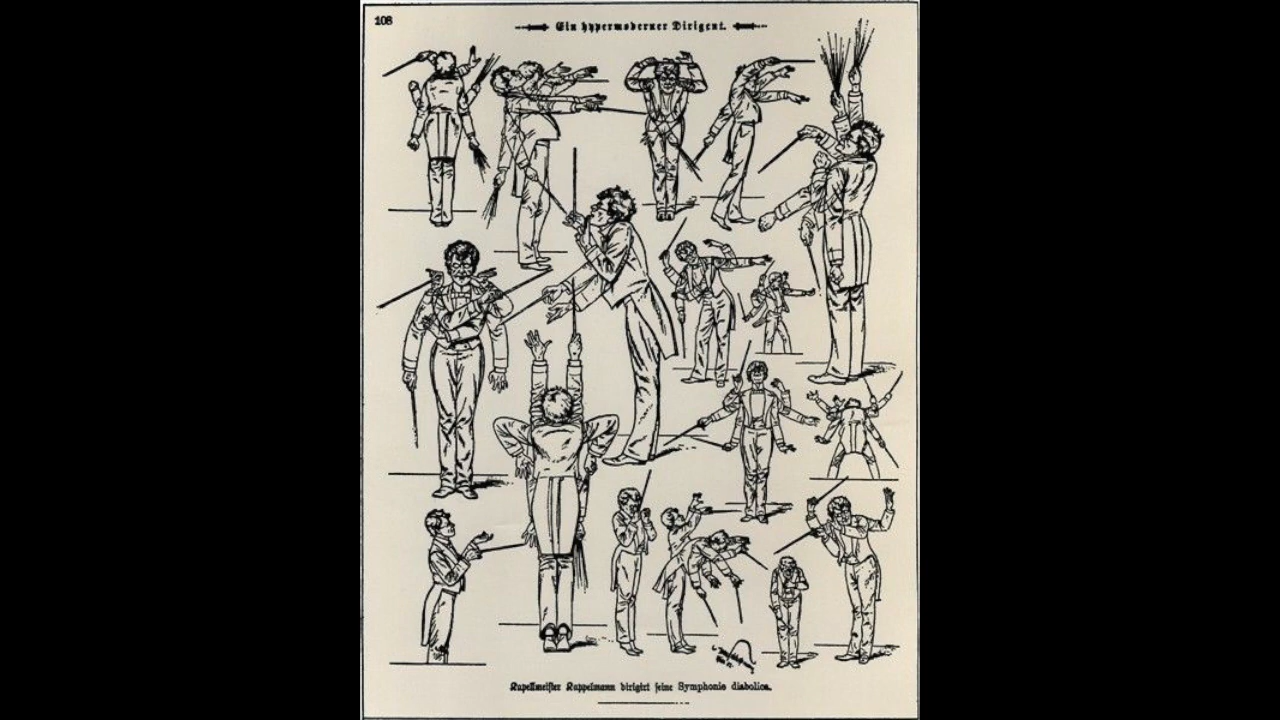 108
Ein hypermoderner Dirigent.
Kapellmeister Kappelmann dirigirt seine Symphonie diabolica.